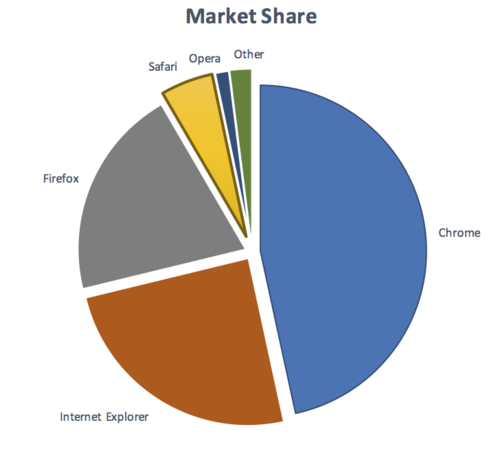 Market Share
Other
Opera
Safari
Firefox
Chrome
Internet Explorer